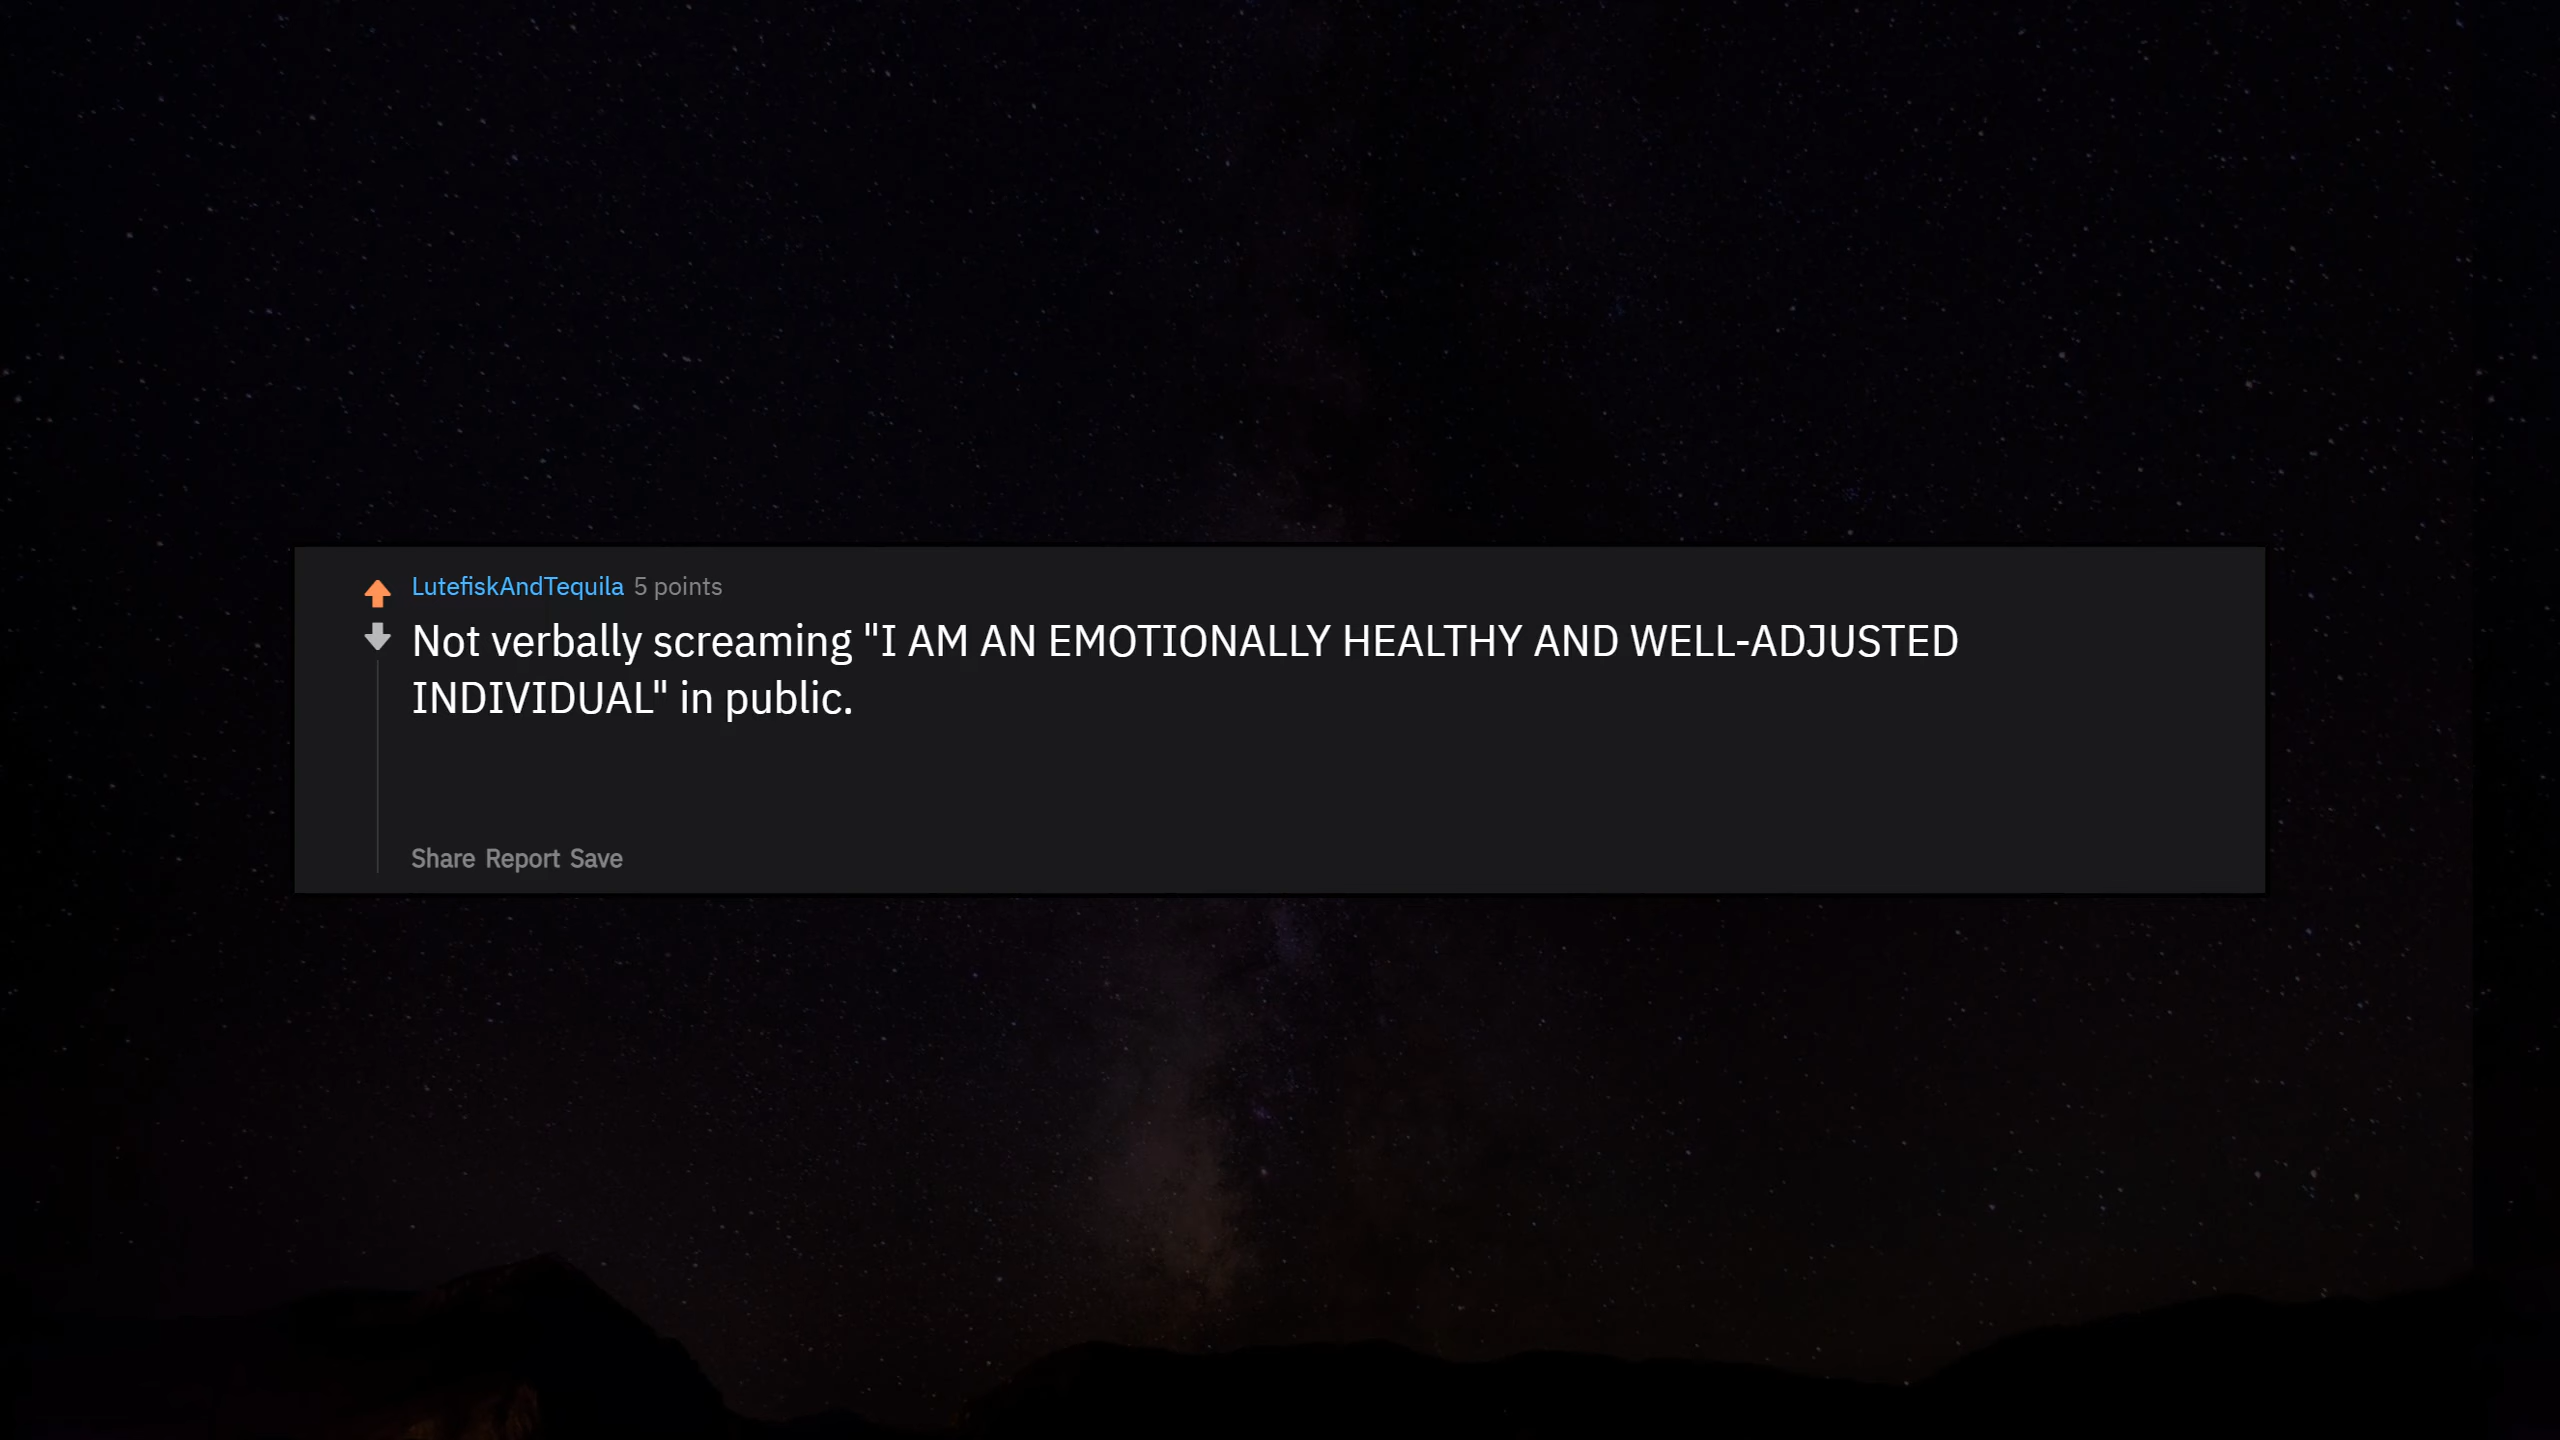 LutefiskAndTequila 5 points
Not verbally screaming "I AM AN EMOTIONALLY HEALTHY AND WELL-ADJUSTED
INDIVIDUAL" in public.
Share Report Save